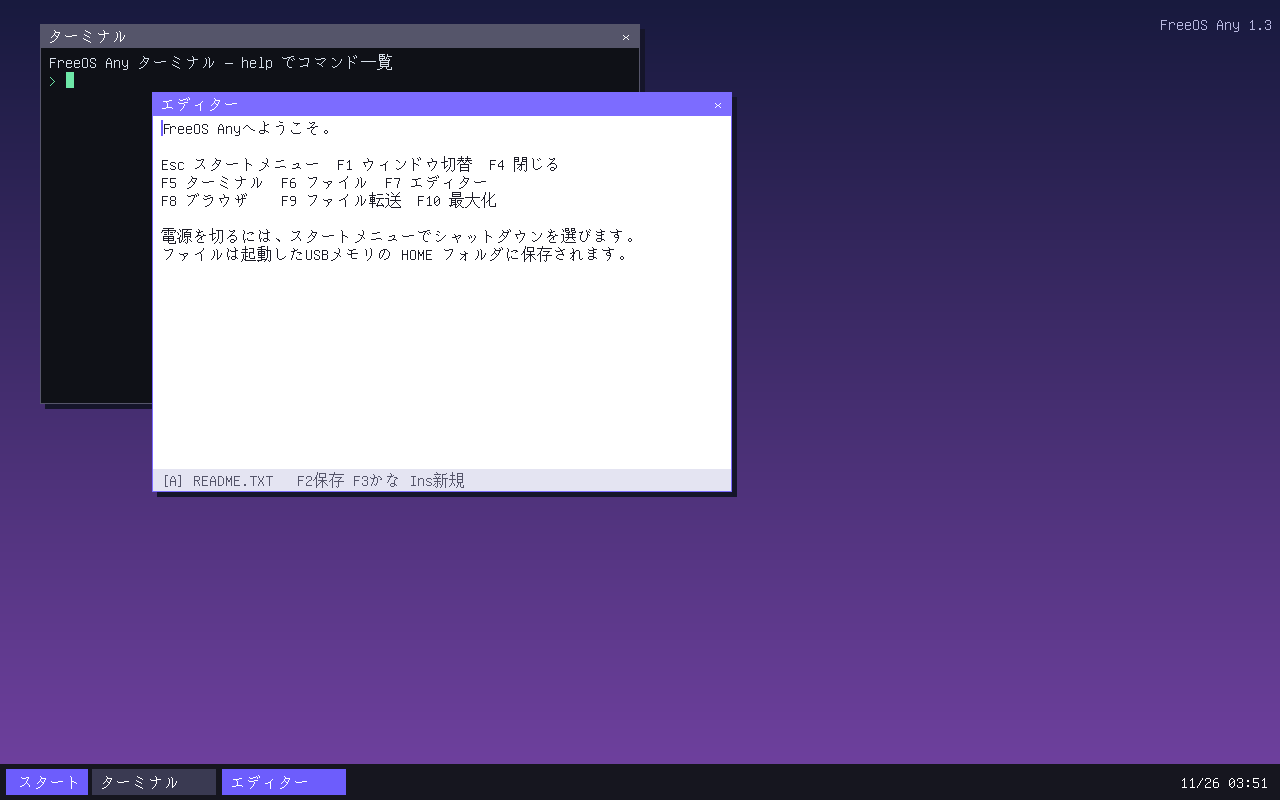 FreeOS Any 1.3
ターミナル ×
FreeOS Any ターミナル — help でコマンド一覧
>
エディター ×
FreeOS Anyへようこそ。
Esc スタートメニュー F1 ウィンドウ切替 F4 閉じる
F5 ターミナル F6 ファイル F7 エディター
F8 ブラウザ F9 ファイル転送 F10 最大化
電源を切るには、スタートメニューでシャットダウンを選びます。
ファイルは起動したUSBメモリの HOME フォルダに保存されます。
[A] README.TXT F2保存 F3かな Ins新規
スタート ターミナル エディター 11/26 03:51